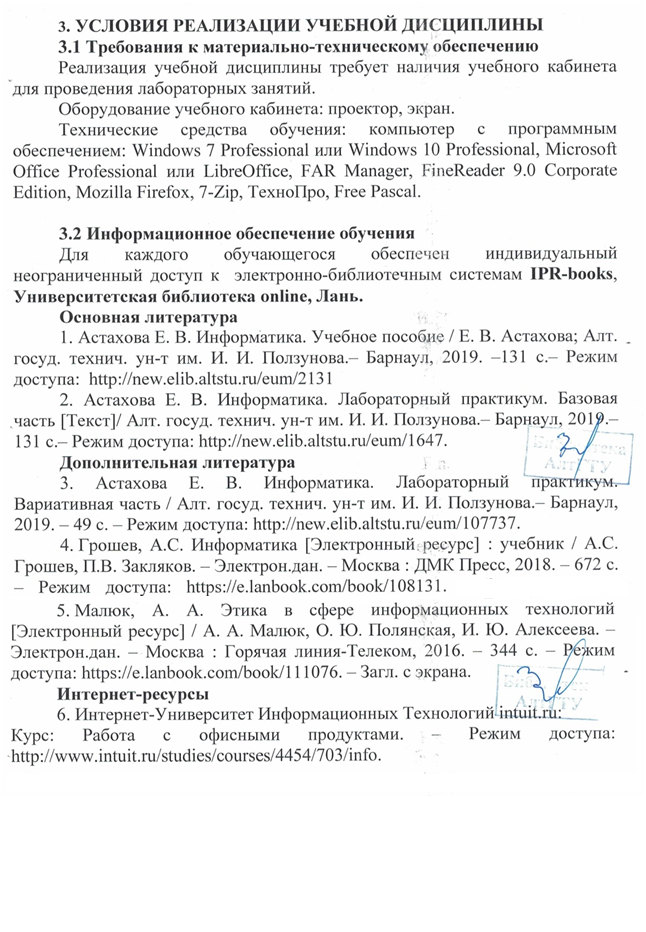 3. УСЛОВИЯ РЕАЛИЗАЦИИ УЧЕБНОЙ ДИСЦИПЛИНЫ
3.1 Требования к материально-техническому обеспечению
Реализация учебной дисциплины требует наличия учебного кабинета
для проведения лабораторных занятий.
Оборудование учебного кабинета: проектор, экран.
Технические средства обучения: компьютер с программным
обеспечением: Windows 7 Professional или Windows 10 Professional, Microsoft
Office Professional или LibreOffice, FAR Manager, FineReader 9.0 Corporate
Edition, Mozilla Firefox, 7-Zip, ТехноПро, Free Pascal.
3.2 Информационное обеспечение обучения
Для каждого обучающегося обеспечен индивидуальный
неограниченный доступ к электронно-библиотечным системам IPR-books,
Университетская библиотека online, Лань.
Основная литература
1. Астахова Е. В. Информатика. Учебное пособие / Е. В. Астахова; Алт.
госуд. технич. ун-т им. И. И. Ползунова.– Барнаул, 2019. –131 с.– Режим
доступа: http://new.elib.altstu.ru/eum/2131
2. Астахова Е. В. Информатика. Лабораторный практикум. Базовая
часть [Текст]/ Алт. госуд. технич. ун-т им. И. И. Ползунова.– Барнаул, 2019.–
131 с.– Режим доступа: http://new.elib.altstu.ru/eum/1647.
Дополнительная литература
3. Астахова Е. В. Информатика. Лабораторный практикум.
Вариативная часть / Алт. госуд. технич. ун-т им. И. И. Ползунова.– Барнаул,
2019. – 49 с. – Режим доступа: http://new.elib.altstu.ru/eum/107737.
4. Грошев, А.С. Информатика [Электронный ресурс] : учебник / А.С.
Грошев, П.В. Закляков. – Электрон.дан. – Москва : ДМК Пресс, 2018. – 672 с.
– Режим доступа: https://e.lanbook.com/book/108131.
5. Малюк, А. А. Этика в сфере информационных технологий
[Электронный ресурс] / А. А. Малюк, О. Ю. Полянская, И. Ю. Алексеева. –
Электрон.дан. – Москва : Горячая линия-Телеком, 2016. – 344 с. – Режим
доступа: https://e.lanbook.com/book/111076. – Загл. с экрана.
Интернет-ресурсы
6. Интернет-Университет Информационных Технологий intuit.ru:
Курс: Работа с офисными продуктами. – Режим доступа:
http://www.intuit.ru/studies/courses/4454/703/info.